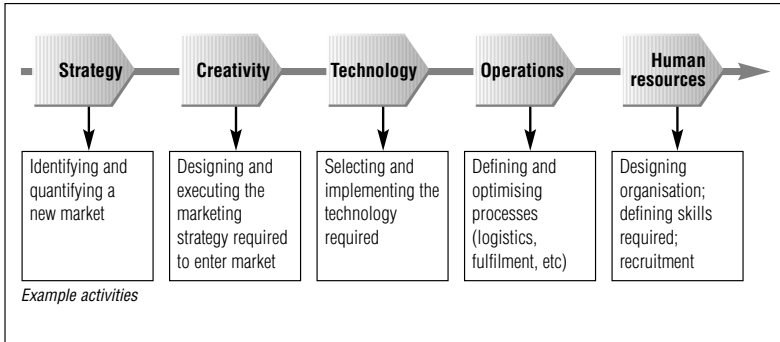 Strategy
Creativity
Technology
Operations
Human
resources
Identifying and
quantifying a
new market
Designing and
executing the
marketing
strategy required
to enter market
Selecting and
implementing the
technology
required
Defining and
optimising
processes
(logistics,
fulfilment, etc)
Designing
organisation;
defining skills
required;
recruitment
Example activities